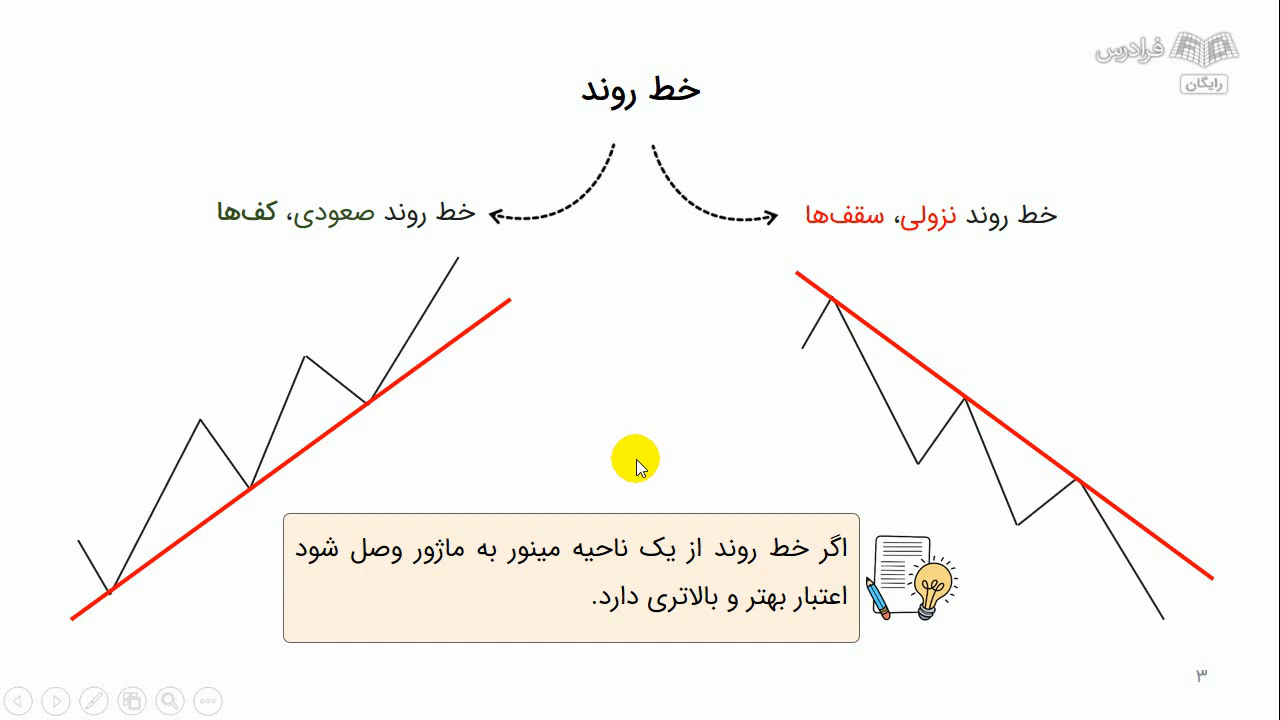 فرادرس
رایگان
خط روند
خط روند نزولی، سقف‌ها
خط روند صعودی، کف‌ها
اگر خط روند از یک ناحیه مینور به ماژور وصل شود
اعتبار بهتر و بالاتری دارد.
۳